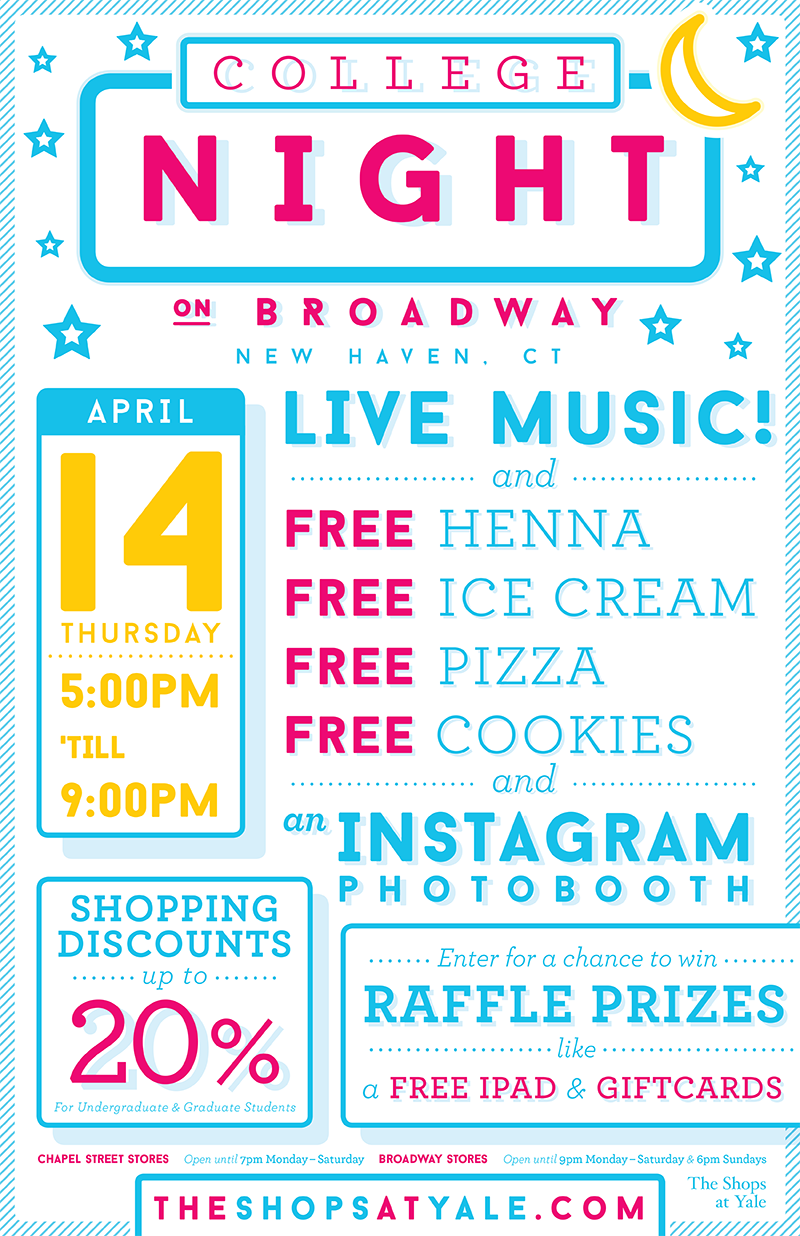 COLLEGE
NIGHT
ON BROADWAY
NEW HAVEN, CT
APRIL
14
THURSDAY
5:00PM
'TILL
9:00PM
LIVE MUSIC!
and
FREE HENNA
FREE ICE CREAM
FREE PIZZA
FREE COOKIES
and
an INSTAGRAM
PHOTOBOOTH
SHOPPING
DISCOUNTS
up to
20%
For Undergraduate & Graduate Students
Enter for a chance to win
RAFFLE PRIZES
like
a FREE IPAD & GIFTCARDS
CHAPEL STREET STORES Open until 7pm Monday – Saturday BROADWAY STORES Open until 9pm Monday – Saturday & 6pm Sundays
The Shops
at Yale
THESHOPSATYALE.COM